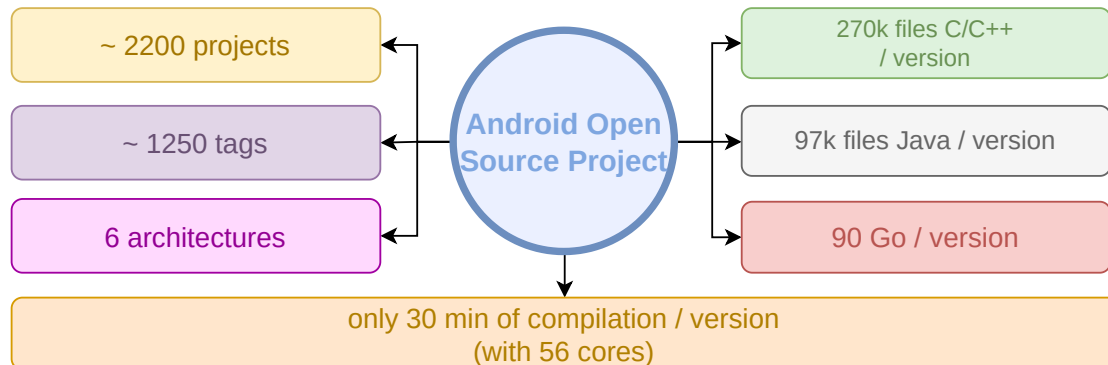 ~ 2200 projects
~ 1250 tags
6 architectures
Android Open
Source Project
270k files C/C++
/ version
97k files Java / version
90 Go / version
only 30 min of compilation / version
(with 56 cores)